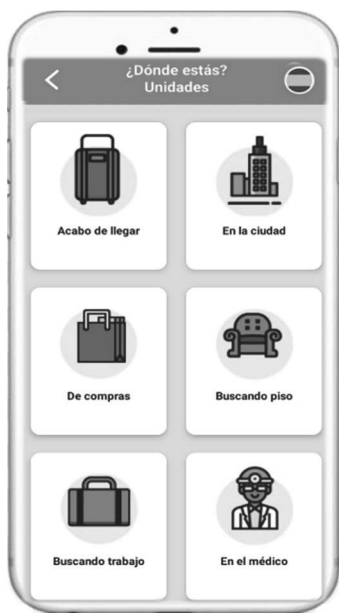 ¿Dónde estás?
Unidades
Acabo de llegar
En la ciudad
De compras
Buscando piso
Buscando trabajo
En el médico